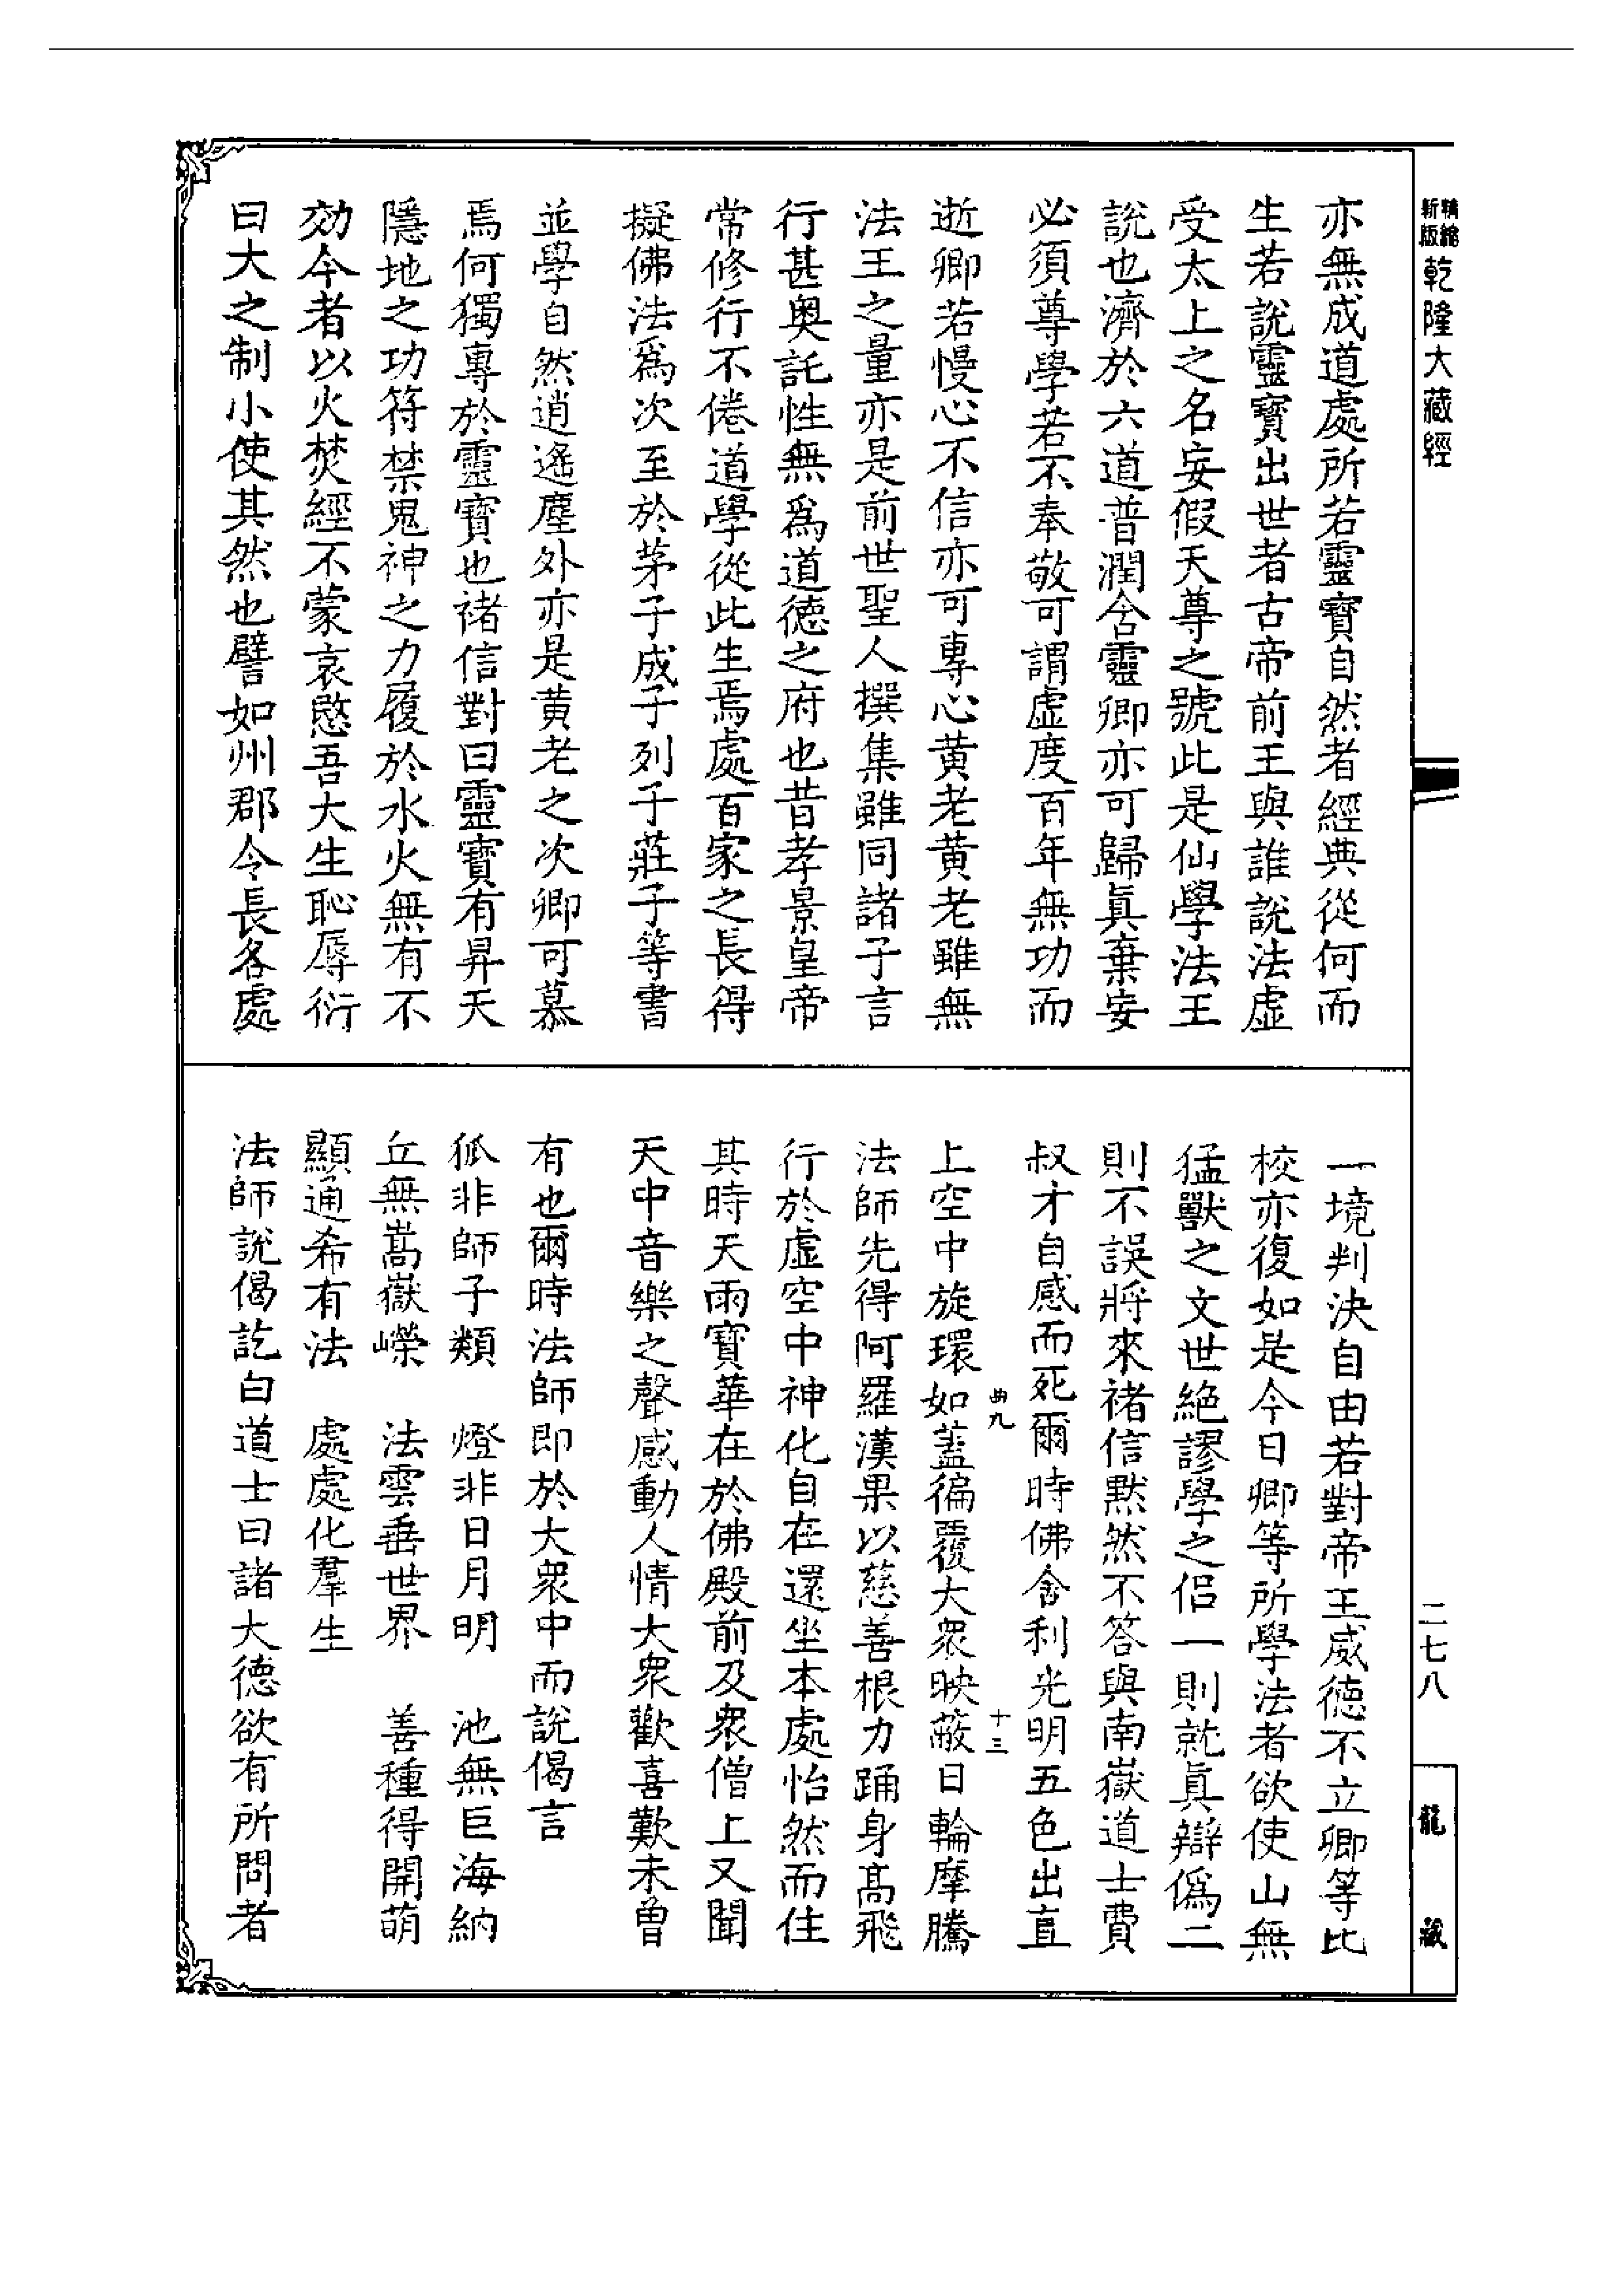 精縮新版乾隆大藏經
二七八
龍藏
亦無成道處所若靈寶自然者經典從何而
生若說靈寶出世者古帝前王與誰說法虛
受太上之名妄假天尊之號此是仙學法王
說也濟於六道普潤含靈卿亦可歸真棄妄
必須尊學若不奉敬可謂虛度百年無功而
逝卿若慢心不信亦可專心黃老黃老雖無
法王之量亦是前世聖人撰集雖同諸子言
行甚奧託性無為道德之府也昔孝景皇帝
常修行不倦道學從此生焉處百家之長得
擬佛法為次至於茅子成子列子莊子等書
並學自然逍遙塵外亦是黃老之次卿可慕
焉何獨專於靈寶也褚信對曰靈寶有昇天
隱地之功符禁鬼神之力履於水火無有不
効今者以火焚經不蒙哀愍吾大生恥辱衍
曰大之制小使其然也譬如州郡令長各處
一境判決自由若對帝王威德不立卿等比
校亦復如是今日卿等所學法者欲使山無
猛獸之文世絕謬學之侶一則就真辯偽二
則不誤將來褚信默然不答與南嶽道士費
叔才自感而死爾時佛舍利光明五色出直
曲九
十三
上空中旋環如蓋徧覆大眾映蔽日輪摩騰
法師先得阿羅漢果以慈善根力踊身高飛
行於虛空中神化自在還坐本處怡然而住
其時天雨寶華在於佛殿前及眾僧上又聞
天中音樂之聲感動人情大眾歡喜歎未曾
有也爾時法師即於大眾中而說偈言
狐非師子類　燈非日月明　池無巨海納
丘無嵩嶽嶸　法雲垂世界　善種得開萌
顯通希有法　處處化羣生
法師說偈訖白道士曰諸大德欲有所問者